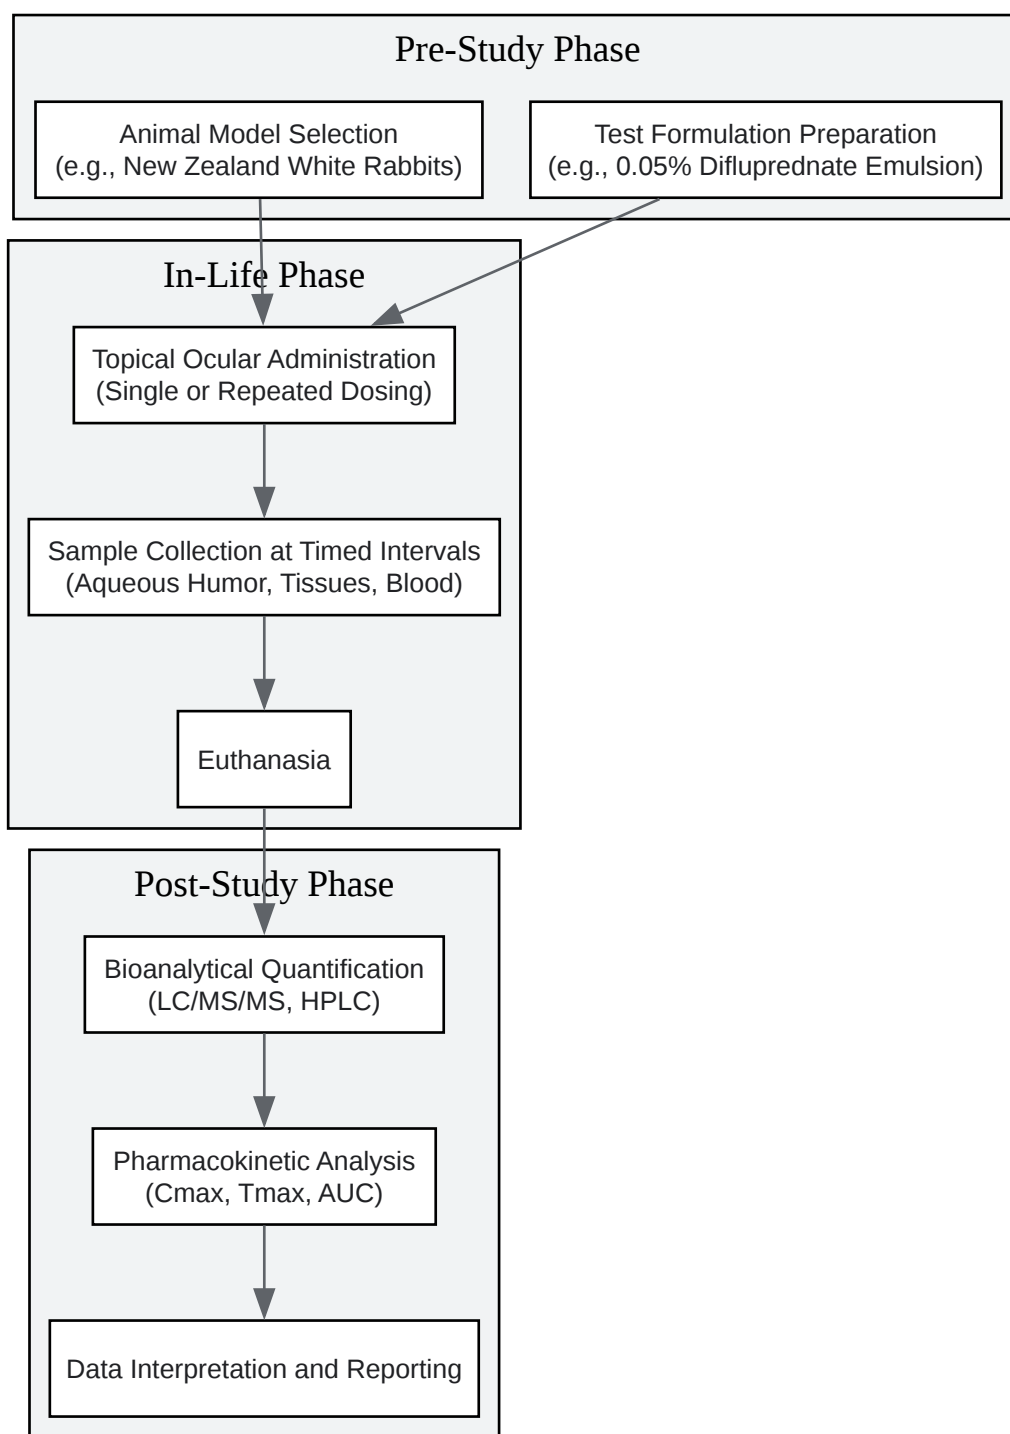 Pre-Study Phase
Animal Model Selection
(e.g., New Zealand White Rabbits)
Test Formulation Preparation
(e.g., 0.05% Difluprednate Emulsion)
In-Life Phase
Topical Ocular Administration
(Single or Repeated Dosing)
Sample Collection at Timed Intervals
(Aqueous Humor, Tissues, Blood)
Euthanasia
Post-Study Phase
Bioanalytical Quantification
(LC/MS/MS, HPLC)
Pharmacokinetic Analysis
(Cmax, Tmax, AUC)
Data Interpretation and Reporting